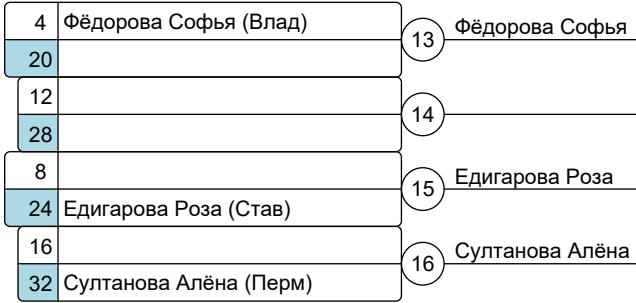 4 Фёдорова Софья (Влад)
13 Фёдорова Софья
20
12
14
28
8
15 Едигарова Роза
24 Едигарова Роза (Став)
16
16 Султанова Алёна
32 Султанова Алёна (Перм)